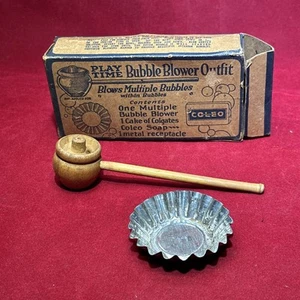 PLAY
TIME Bubble Blower Outfit
Blows Multiple Bubbles
"within Bubbles"
Contents
One Multiple
Bubble Blower
1 Cake of Colgates
Coleo Soap
1 metal receptacle
COLEO